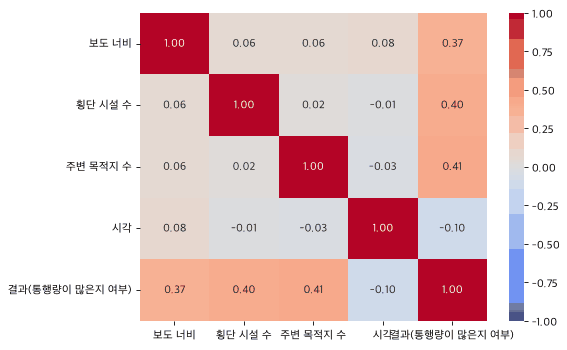 보도 너비 1.00 0.06 0.06 0.08 0.37
횡단 시설 수 0.06 1.00 0.02 -0.01 0.40
주변 목적지 수 0.06 0.02 1.00 -0.03 0.41
시각 0.08 -0.01 -0.03 1.00 -0.10
결과(통행량이 많은지 여부) 0.37 0.40 0.41 -0.10 1.00
보도 너비 횡단 시설 수 주변 목적지 수 시각 결과(통행량이 많은지 여부)
1.00
0.75
0.50
0.25
0.00
-0.25
-0.50
-0.75
-1.00